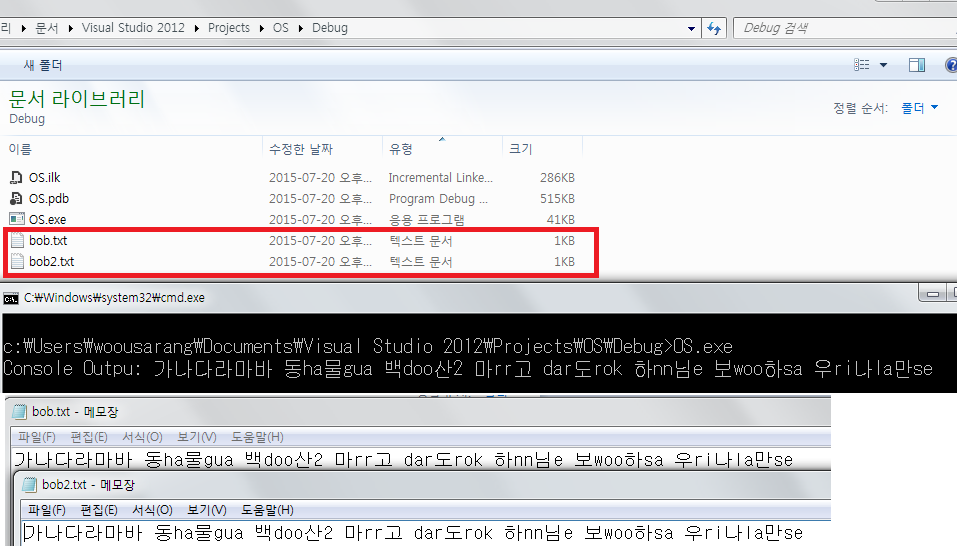 리 ▸ 문서 ▸ Visual Studio 2012 ▸ Projects ▸ OS ▸ Debug Debug 검색
새 폴더
문서 라이브러리
Debug
정렬 순서: 폴더
이름 수정한 날짜 유형 크기
OS.ilk 2015-07-20 오후... Incremental Linke... 286KB
OS.pdb 2015-07-20 오후... Program Debug ... 515KB
OS.exe 2015-07-20 오후... 응용 프로그램 41KB
bob.txt 2015-07-20 오후... 텍스트 문서 1KB
bob2.txt 2015-07-20 오후... 텍스트 문서 1KB
C:₩Windows₩system32₩cmd.exe
c:₩Users₩woousarang₩Documents₩Visual Studio 2012₩Projects₩OS₩Debug>OS.exe
Console Outpu: 가나다라마바 동ha물gua 백doo산2 마rr고 dar도rok 하nn님e 보woo하sa 우ri나la만se
bob.txt - 메모장
파일(F) 편집(E) 서식(O) 보기(V) 도움말(H)
가나다라마바 동ha물gua 백doo산2 마rr고 dar도rok 하nn님e 보woo하sa 우ri나la만se
bob2.txt - 메모장
파일(F) 편집(E) 서식(O) 보기(V) 도움말(H)
가나다라마바 동ha물gua 백doo산2 마rr고 dar도rok 하nn님e 보woo하sa 우ri나la만se